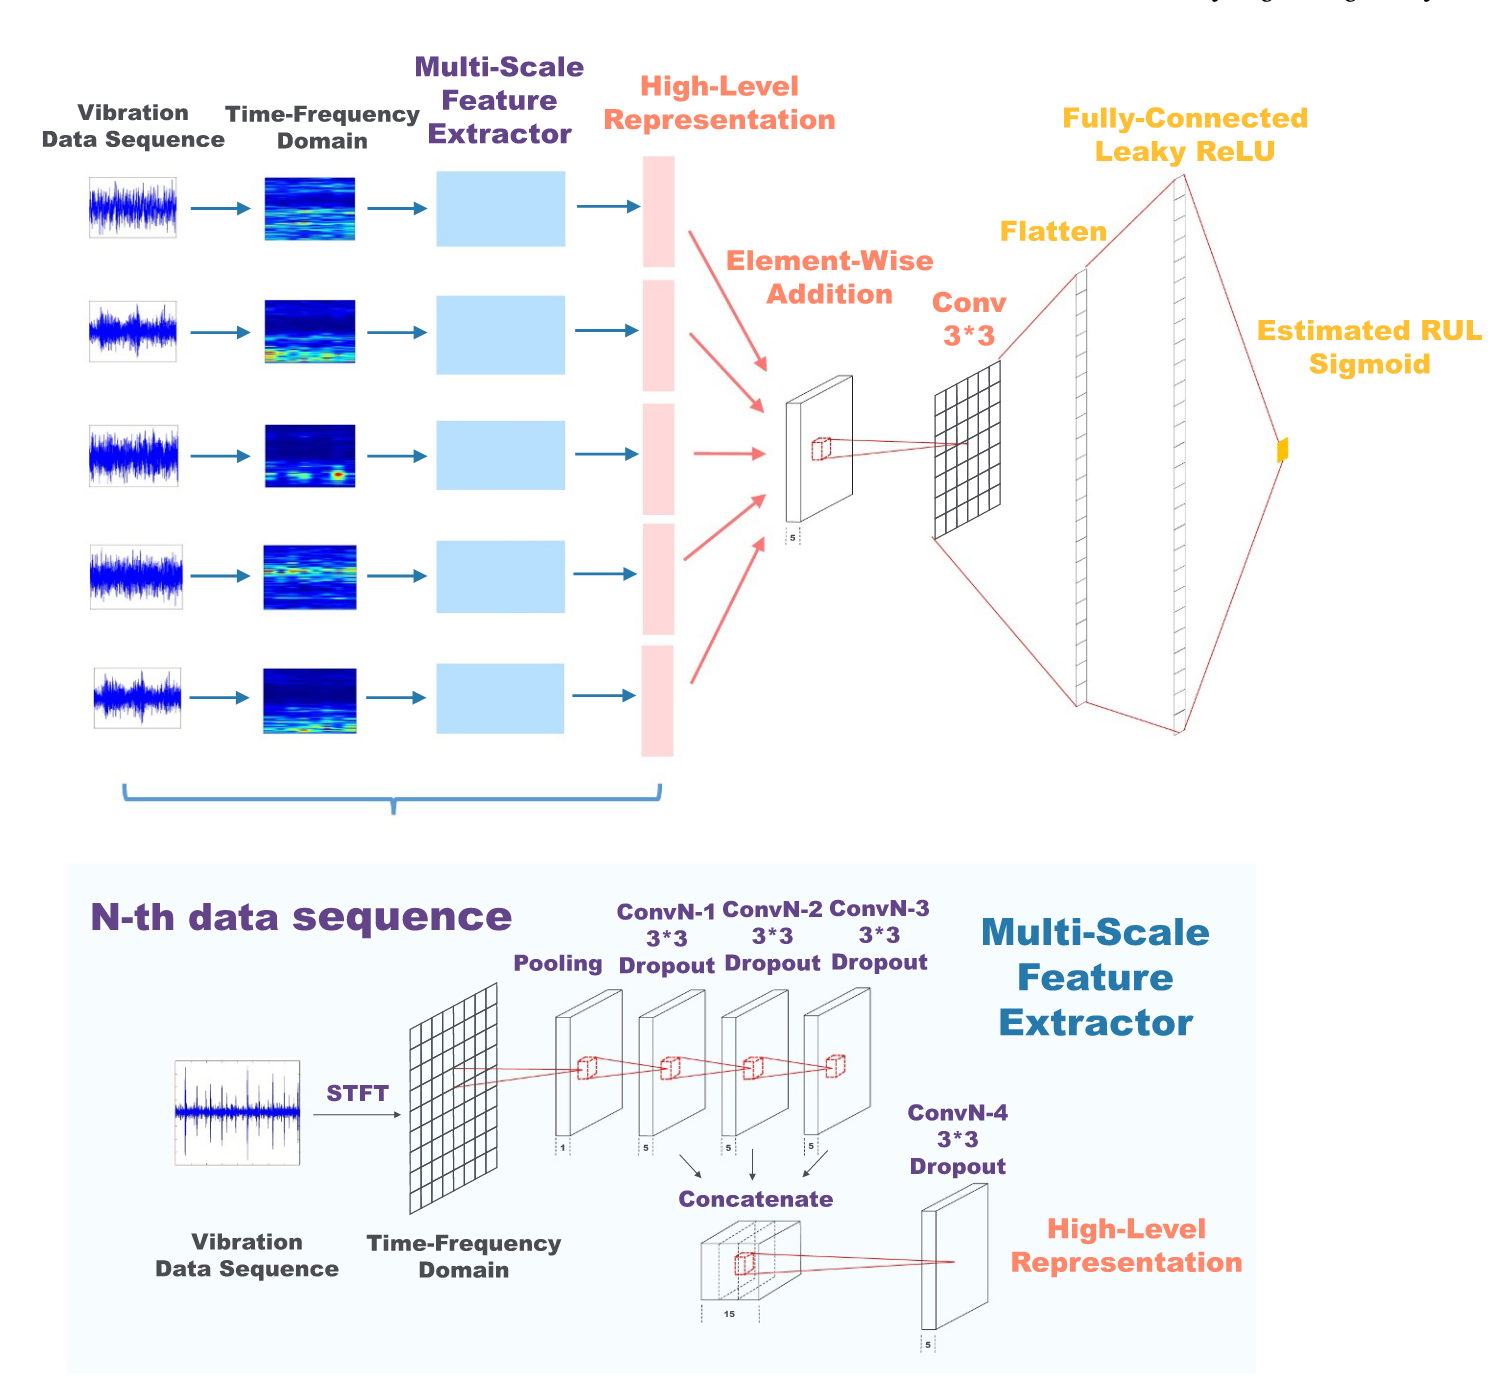 Vibration
Data Sequence
Time-Frequency
Domain
Multi-Scale
Feature
Extractor
High-Level
Representation
Element-Wise
Addition
Conv
3*3
Flatten
Fully-Connected
Leaky ReLU
Estimated RUL
Sigmoid
5
N-th data sequence
Pooling
ConvN-1
3*3
Dropout
ConvN-2
3*3
Dropout
ConvN-3
3*3
Dropout
Multi-Scale
Feature
Extractor
STFT
1
5
5
5
Vibration
Data Sequence
Time-Frequency
Domain
Concatenate
15
ConvN-4
3*3
Dropout
5
High-Level
Representation